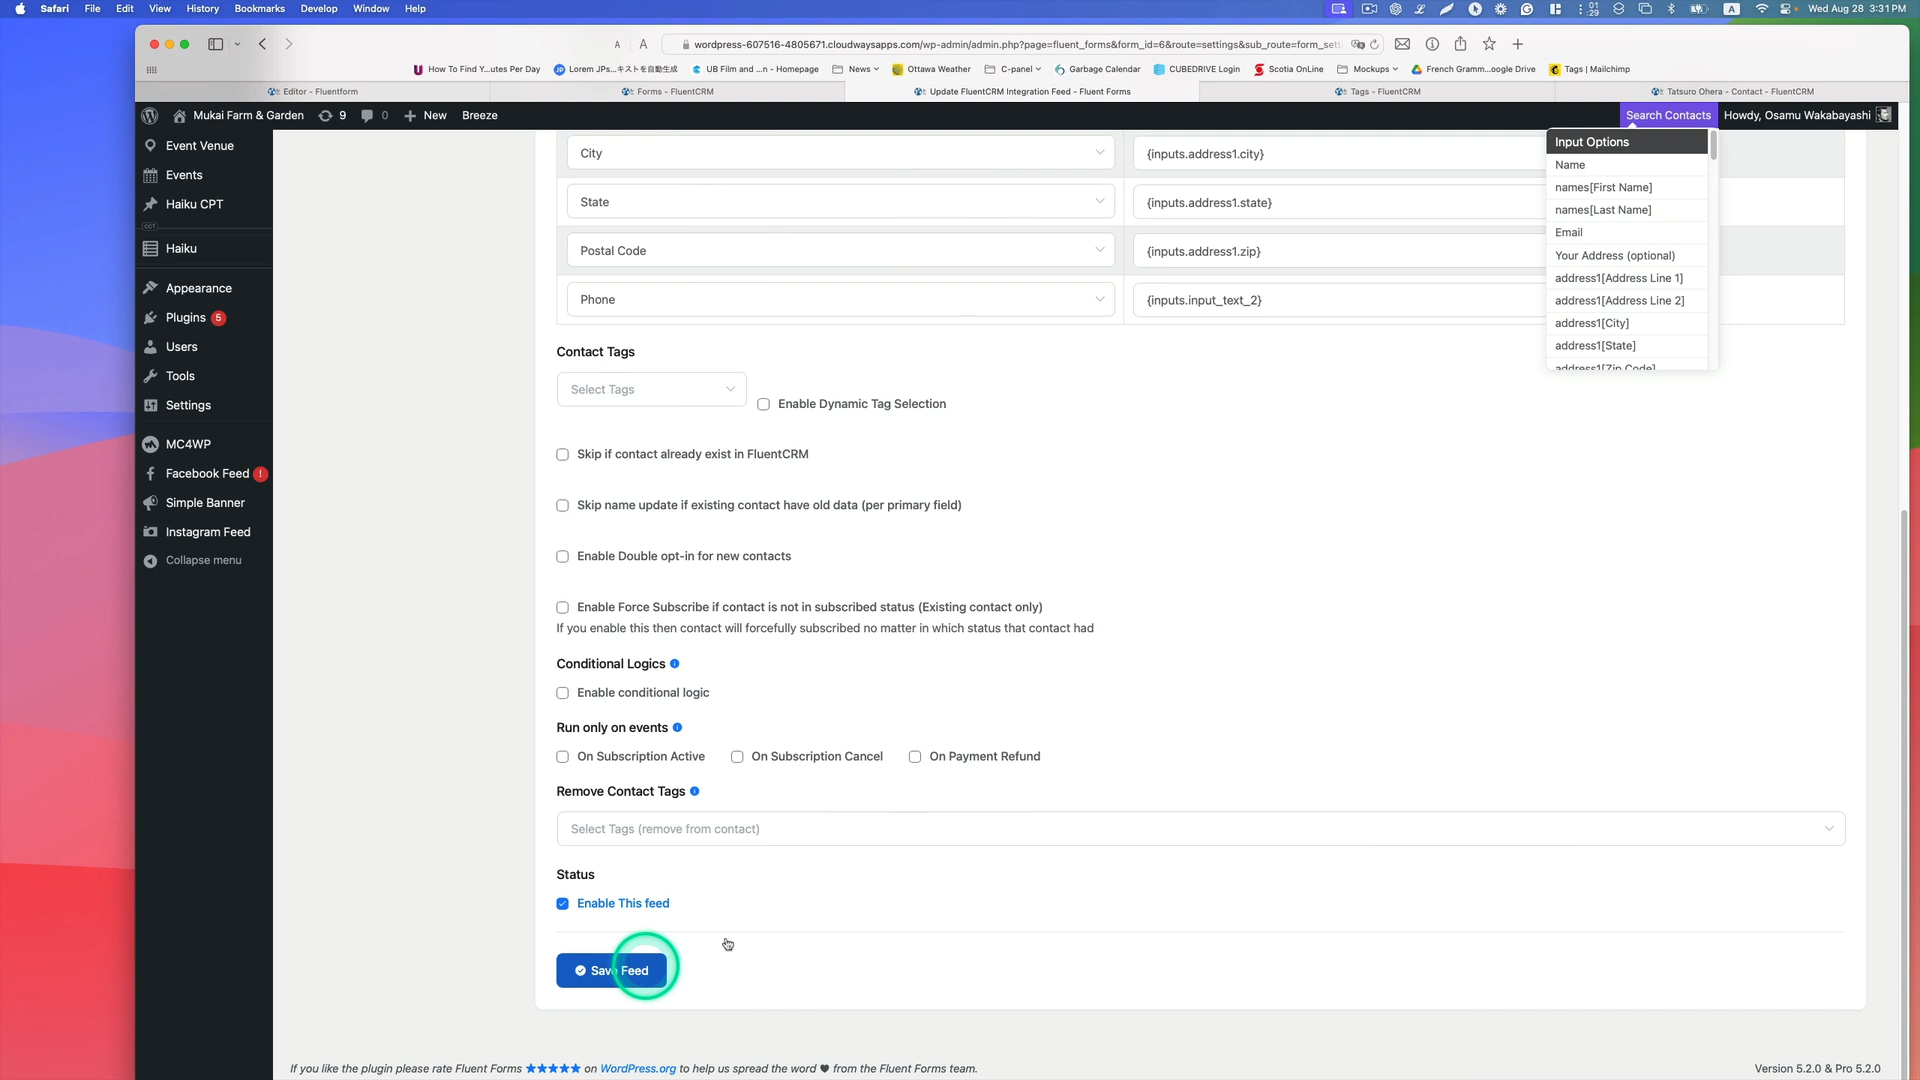 Safari File Edit View History Bookmarks Develop Window Help
01
29
A
Wed Aug 28 3:31 PM
A A wordpress-607516-4805671.cloudwaysapps.com/wp-admin/admin.php?page=fluent_forms&form_id=6&route=settings&sub_route=form_set
How To Find Y...utes Per Day
Lorem JPs...キストを自動生成
UB Film and ...n - Homepage
News
Ottawa Weather
C-panel
Garbage Calendar
CUBEDRIVE Login
Scotia OnLine
Mockups
French Gramm...oogle Drive
Tags | Mailchimp
Editor - Fluentform
Forms - FluentCRM
Update FluentCRM Integration Feed - Fluent Forms
Tags - FluentCRM
Tatsuro Ohera - Contact - FluentCRM
Mukai Farm & Garden 9 0 New Breeze
Search Contacts
Howdy, Osamu Wakabayashi
Event Venue
Events
Haiku CPT
CCT
Haiku
Appearance
Plugins 5
Users
Tools
Settings
MC4WP
Facebook Feed !
Simple Banner
Instagram Feed
Collapse menu
City {inputs.address1.city}
State {inputs.address1.state}
Postal Code {inputs.address1.zip}
Phone {inputs.input_text_2}
Input Options
Name
names[First Name]
names[Last Name]
Email
Your Address (optional)
address1[Address Line 1]
address1[Address Line 2]
address1[City]
address1[State]
address1[Zip Code]
Contact Tags
Select Tags
Enable Dynamic Tag Selection
Skip if contact already exist in FluentCRM
Skip name update if existing contact have old data (per primary field)
Enable Double opt-in for new contacts
Enable Force Subscribe if contact is not in subscribed status (Existing contact only)
If you enable this then contact will forcefully subscribed no matter in which status that contact had
Conditional Logics
Enable conditional logic
Run only on events
On Subscription Active On Subscription Cancel On Payment Refund
Remove Contact Tags
Select Tags (remove from contact)
Status
Enable This feed
Save Feed
If you like the plugin please rate Fluent Forms ★★★★★ on WordPress.org to help us spread the word ♥ from the Fluent Forms team.
Version 5.2.0 & Pro 5.2.0